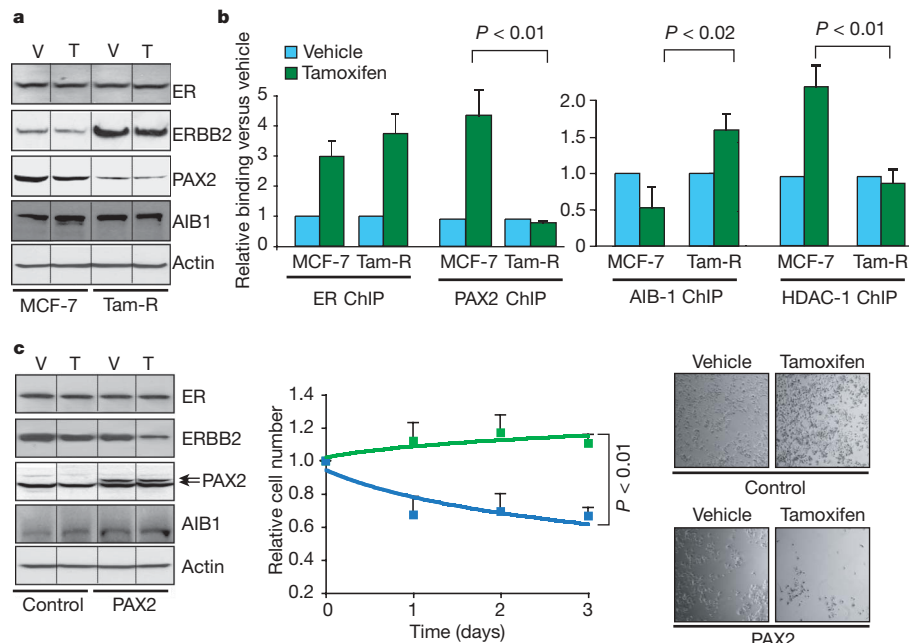 a
V T V T
ER
ERBB2
PAX2
AIB1
Actin
MCF-7 Tam-R
b
Relative binding versus vehicle
Vehicle
Tamoxifen
P < 0.01
P < 0.02
P < 0.01
5
4
3
2
1
0
2.0
1.5
1.0
0.5
0
MCF-7 Tam-R MCF-7 Tam-R MCF-7 Tam-R MCF-7 Tam-R
ER ChIP PAX2 ChIP AIB-1 ChIP HDAC-1 ChIP
c
V T V T
ER
ERBB2
PAX2
AIB1
Actin
Control PAX2
Relative cell number
1.4
1.2
1.0
0.8
0.6
0.4
0.2
0 1 2 3
Time (days)
P < 0.01
Vehicle Tamoxifen
Control
Vehicle Tamoxifen
PAX2